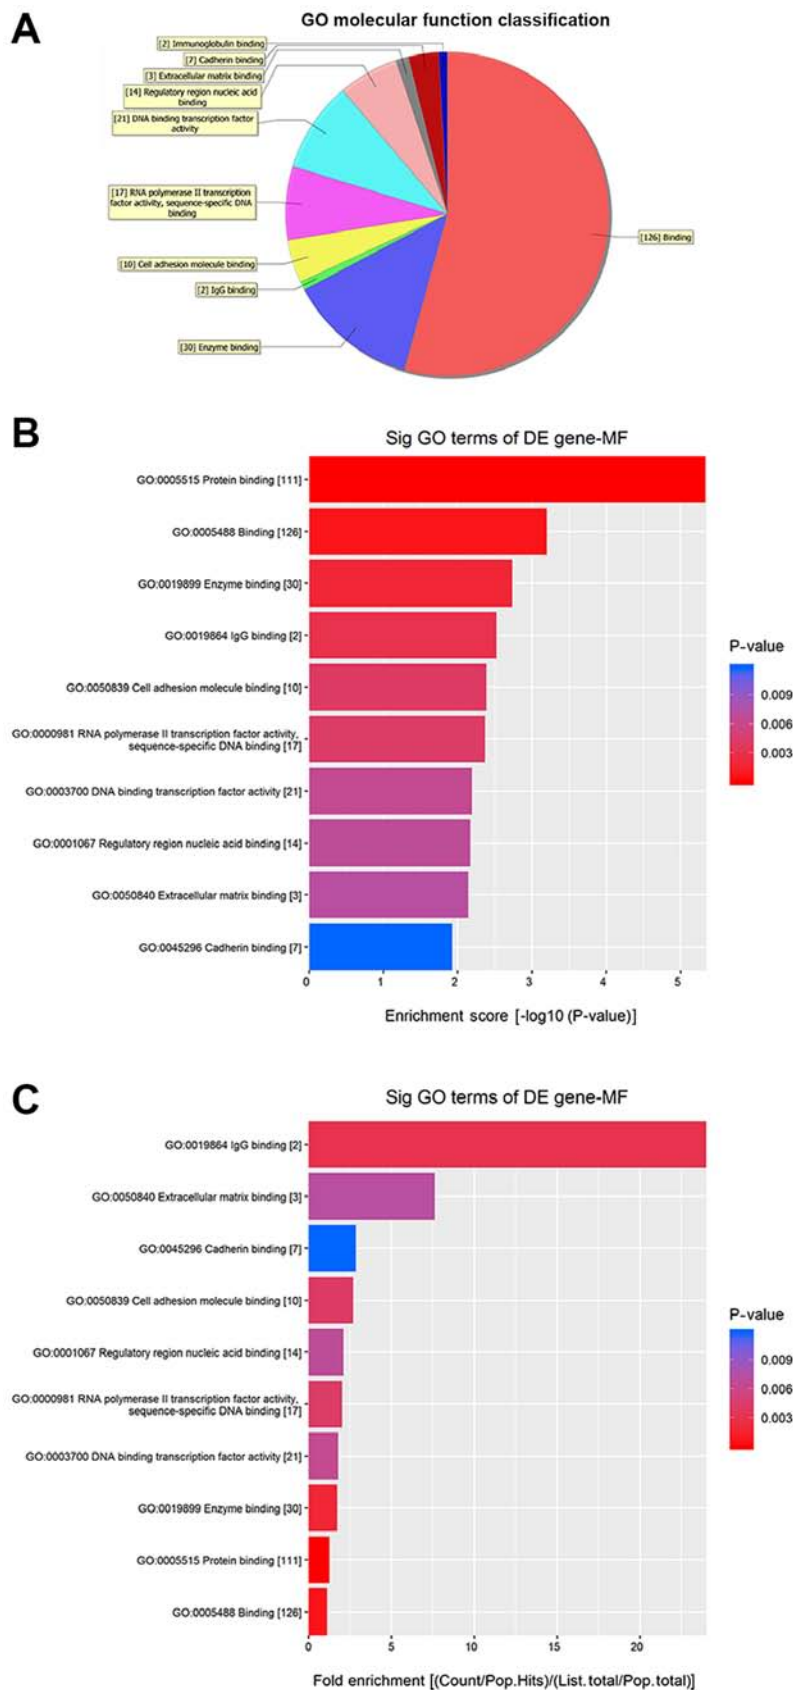 A
GO molecular function classification
[2] Immunoglobulin binding
[7] Cadherin binding
[3] Extracellular matrix binding
[14] Regulatory region nucleic acid
binding
[21] DNA binding transcription factor
activity
[17] RNA polymerase II transcription
factor activity, sequence-specific DNA
binding
[126] Binding
[10] Cell adhesion molecule binding
[2] IgG binding
[30] Enzyme binding
B
Sig GO terms of DE gene-MF
GO:0005515 Protein binding [111]
GO:0005488 Binding [126]
GO:0019899 Enzyme binding [30]
GO:0019864 IgG binding [2]
GO:0050839 Cell adhesion molecule binding [10]
GO:0000981 RNA polymerase II transcription factor activity,
sequence-specific DNA binding [17]
GO:0003700 DNA binding transcription factor activity [21]
GO:0001067 Regulatory region nucleic acid binding [14]
GO:0050840 Extracellular matrix binding [3]
GO:0045296 Cadherin binding [7]
0 1 2 3 4 5
Enrichment score [-log10 (P-value)]
P-value
0.009
0.006
0.003
C
Sig GO terms of DE gene-MF
GO:0019864 IgG binding [2]
GO:0050840 Extracellular matrix binding [3]
GO:0045296 Cadherin binding [7]
GO:0050839 Cell adhesion molecule binding [10]
GO:0001067 Regulatory region nucleic acid binding [14]
GO:0000981 RNA polymerase II transcription factor activity,
sequence-specific DNA binding [17]
GO:0003700 DNA binding transcription factor activity [21]
GO:0019899 Enzyme binding [30]
GO:0005515 Protein binding [111]
GO:0005488 Binding [126]
0 5 10 15 20
Fold enrichment [(Count/Pop.Hits)/(List.total/Pop.total)]
P-value
0.009
0.006
0.003